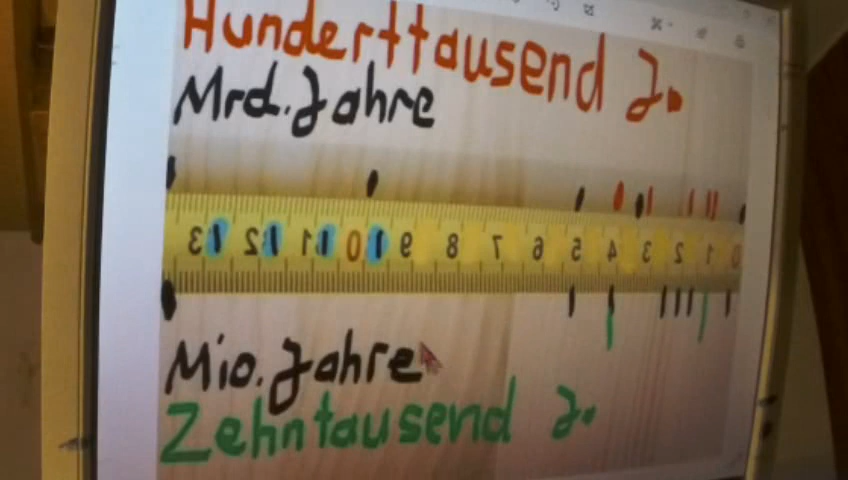 Hunderttausend J.
Mrd. Jahre
13 12 11 10 9 8 7 6 5 4 3 2 1 0
Mio. Jahre
Zehntausend J.